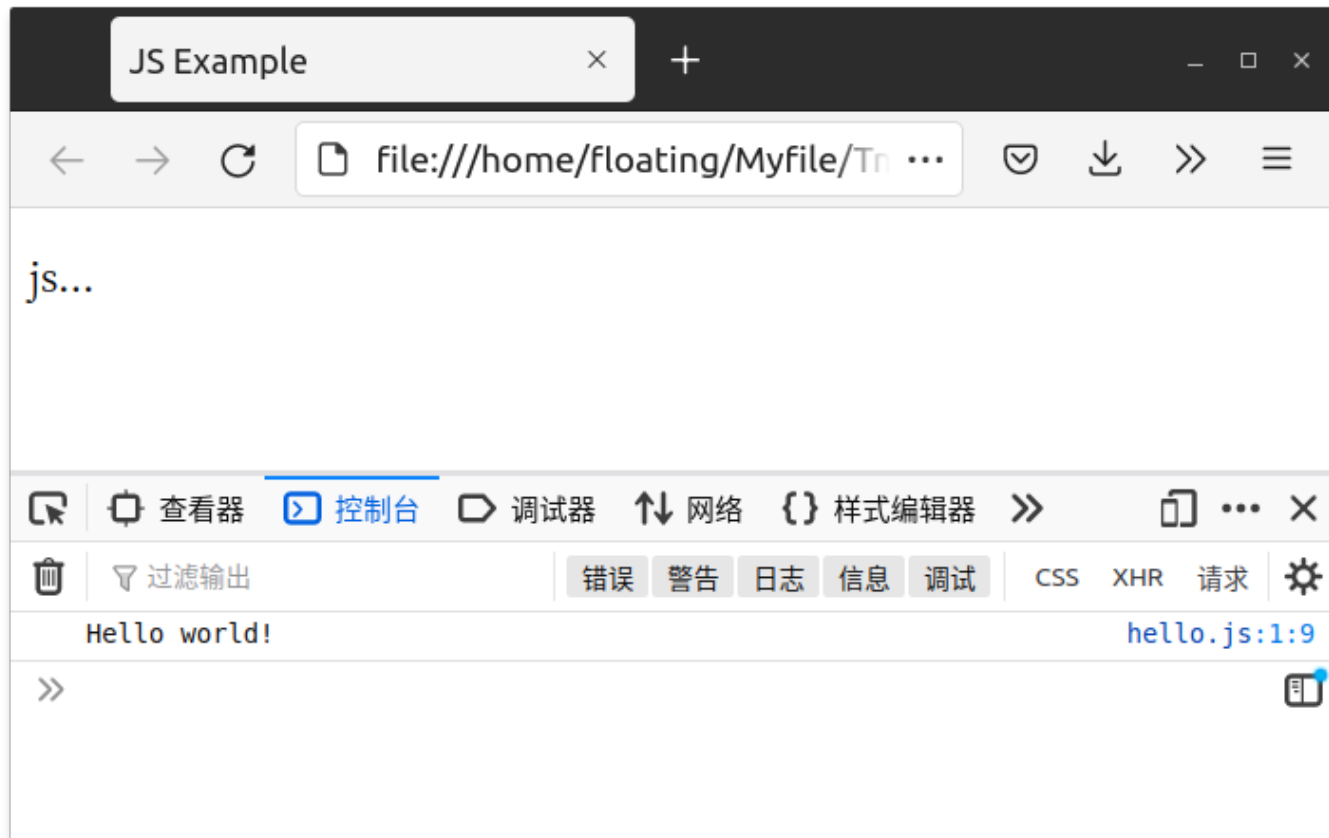 JS Example
file:///home/floating/Myfile/Tn
js...
查看器 控制台 调试器 网络 样式编辑器
过滤输出 错误 警告 日志 信息 调试 CSS XHR 请求
Hello world! hello.js:1:9